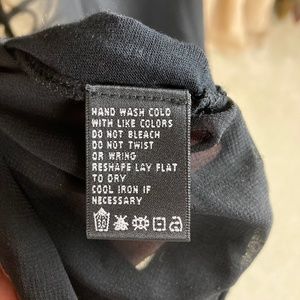 HAND WASH COLD
WITH LIKE COLORS
DO NOT BLEACH
DO NOT TWIST
OR WRING
RESHAPE LAY FLAT
TO DRY
COOL IRON IF
NECESSARY